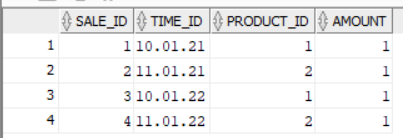 SALE_ID TIME_ID PRODUCT_ID AMOUNT
1 1 10.01.21 1 1
2 2 11.01.21 2 1
3 3 10.01.22 1 1
4 4 11.01.22 2 1